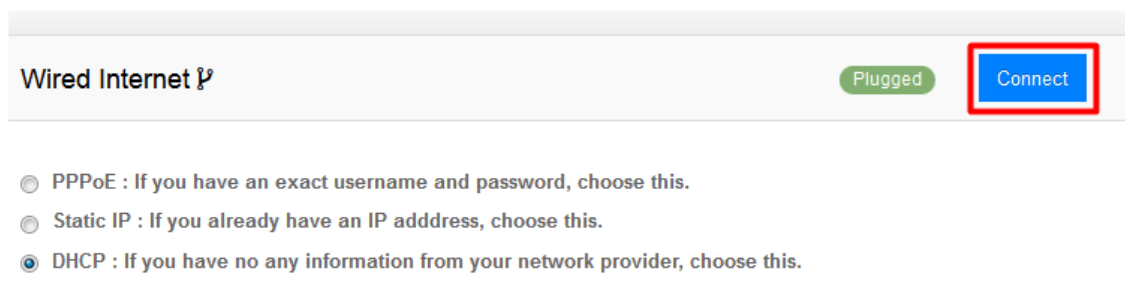 Wired Internet
Plugged
Connect
PPPoE : If you have an exact username and password, choose this.
Static IP : If you already have an IP adddress, choose this.
DHCP : If you have no any information from your network provider, choose this.